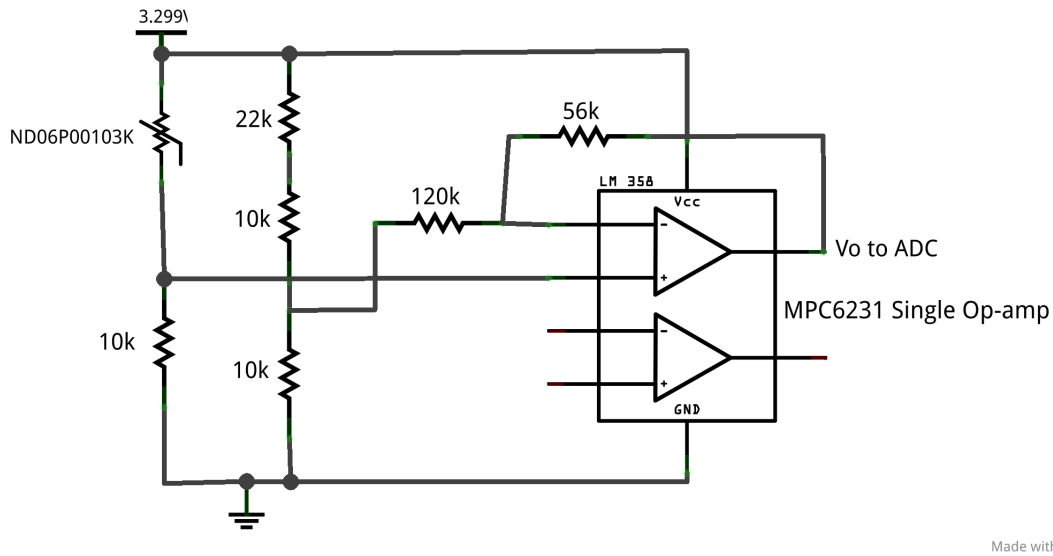 3.299V
ND06P00103K
22k
56k
LM 358
Vcc
120k
10k
-
+
Vo to ADC
MPC6231 Single Op-amp
10k
10k
-
+
GND
Made with